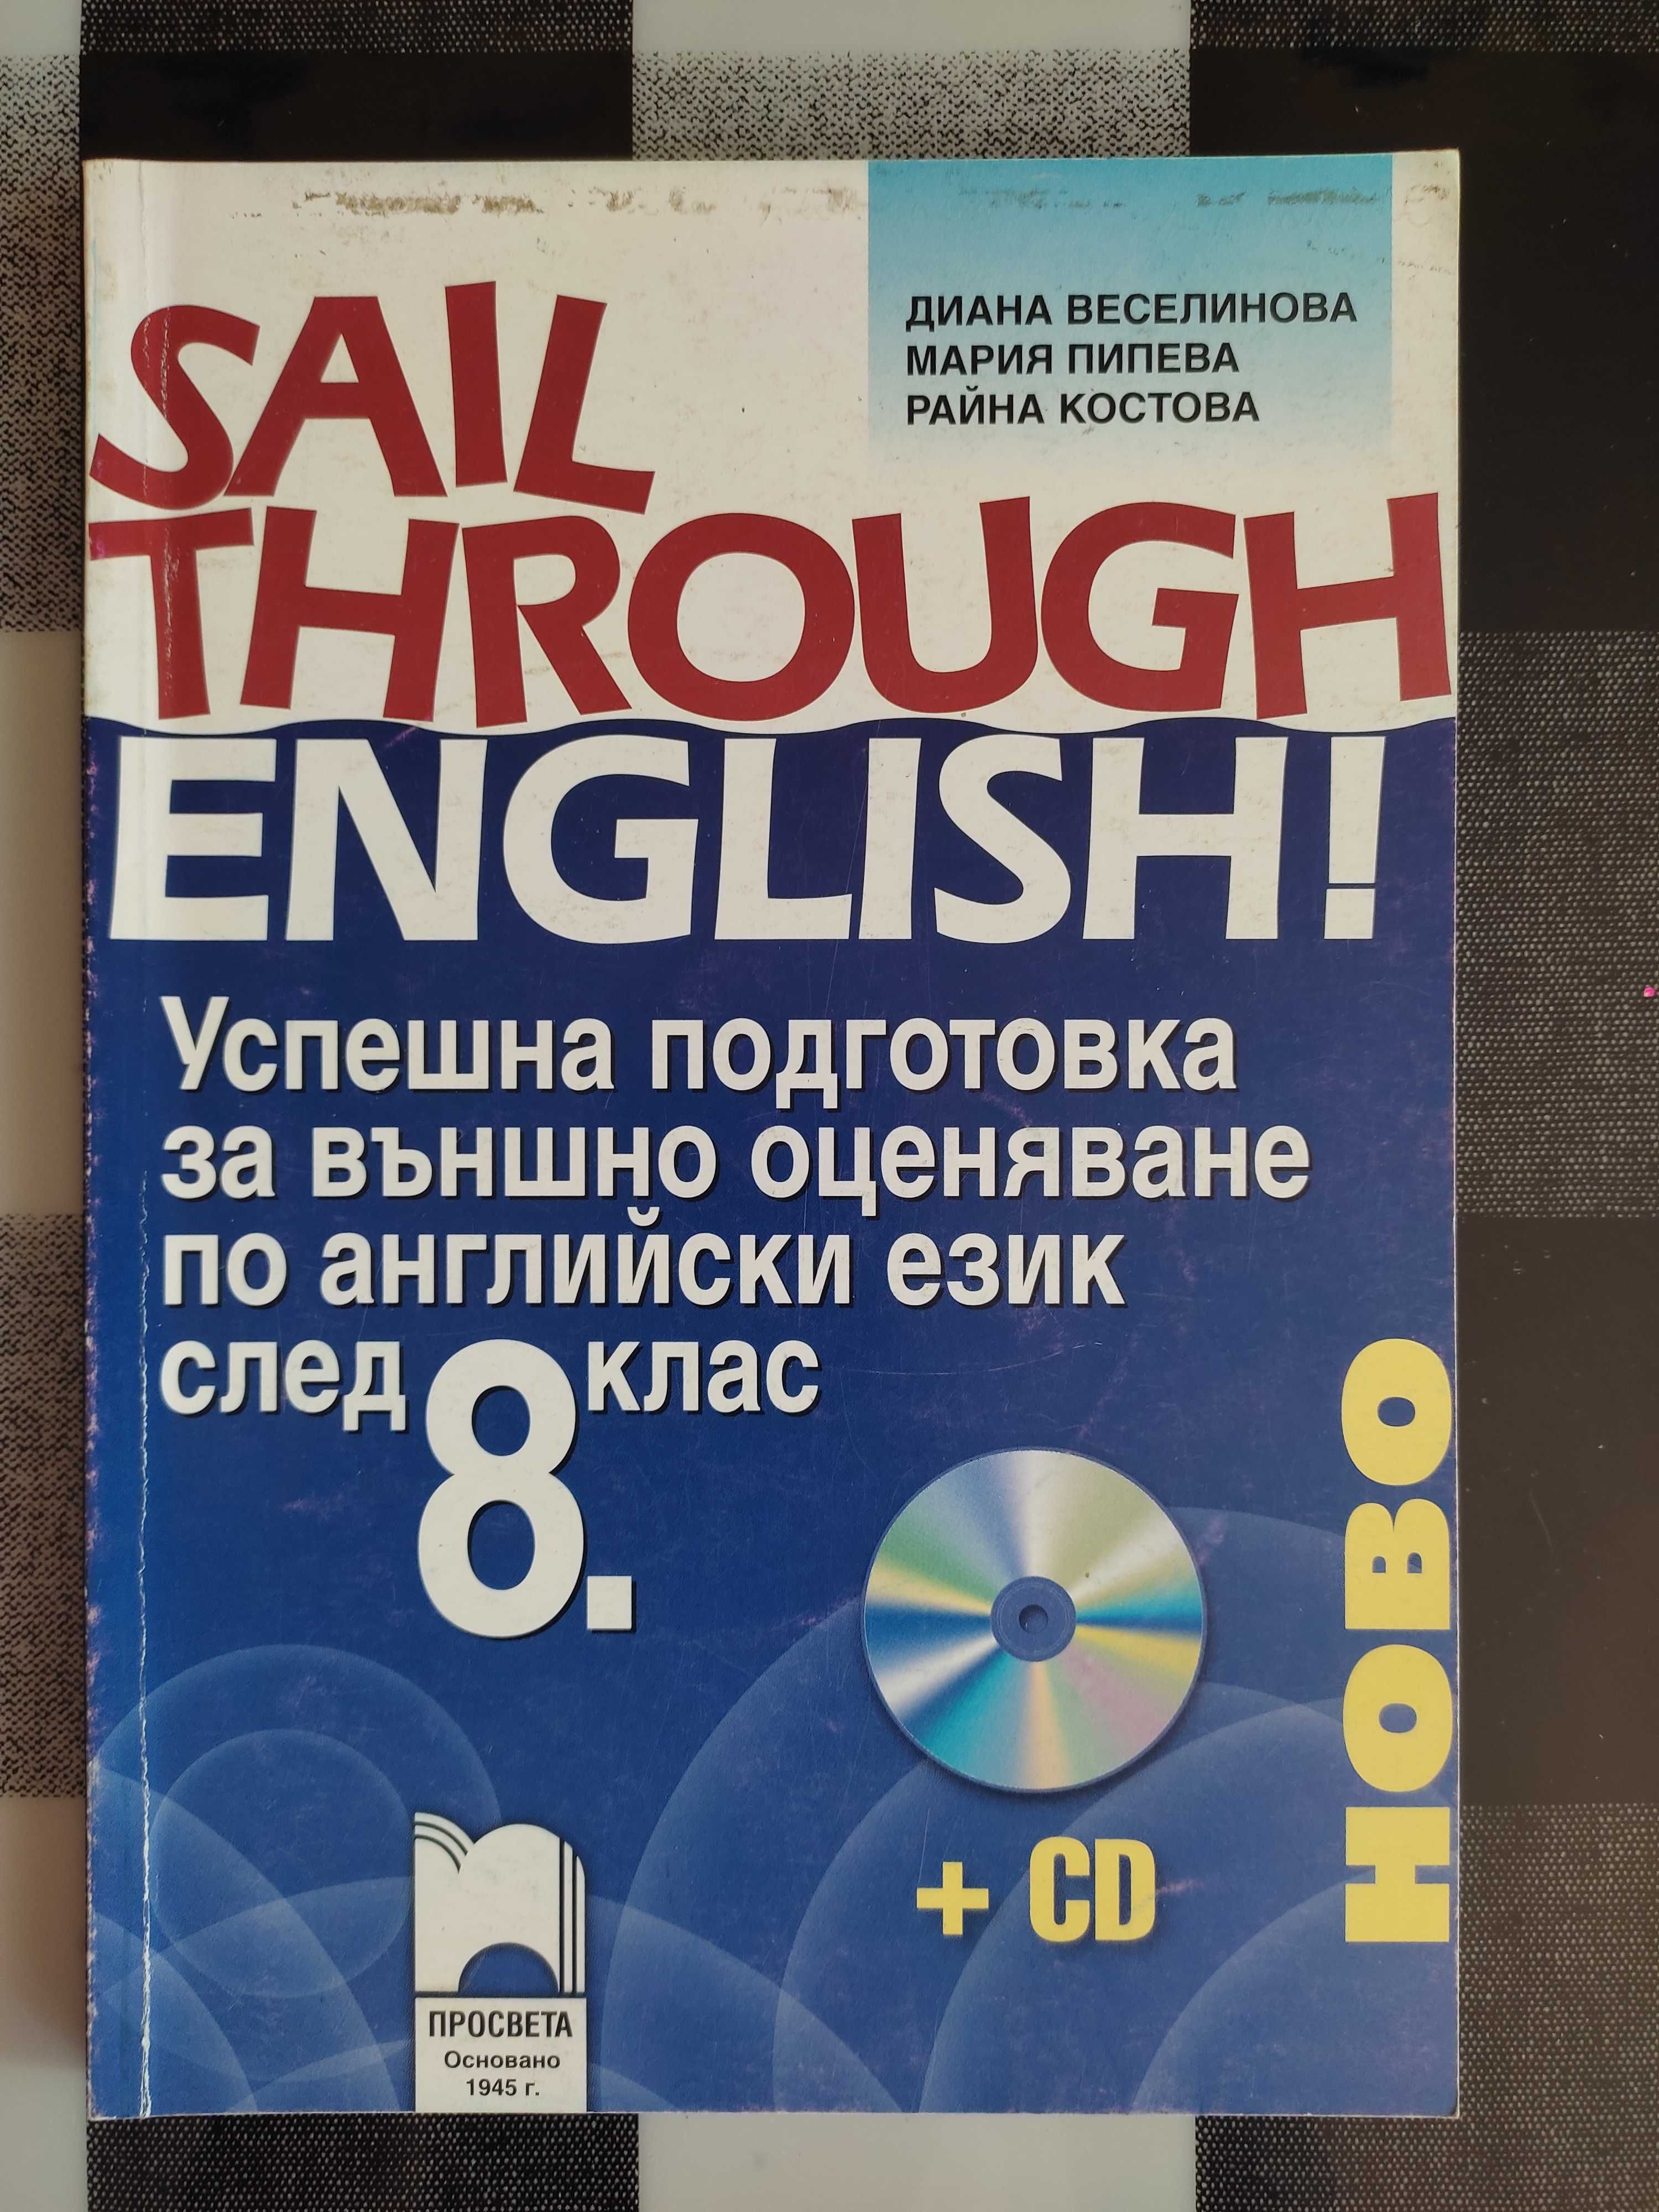 ДИАНА ВЕСЕЛИНОВА
МАРИЯ ПИПЕВА
РАЙНА КОСТОВА
SAIL
THROUGH
ENGLISH!
Успешна подготовка
за външно оценяване
по английски език
след 8. клас
+ CD
НОВО
ПРОСВЕТА
Основано
1945 г.